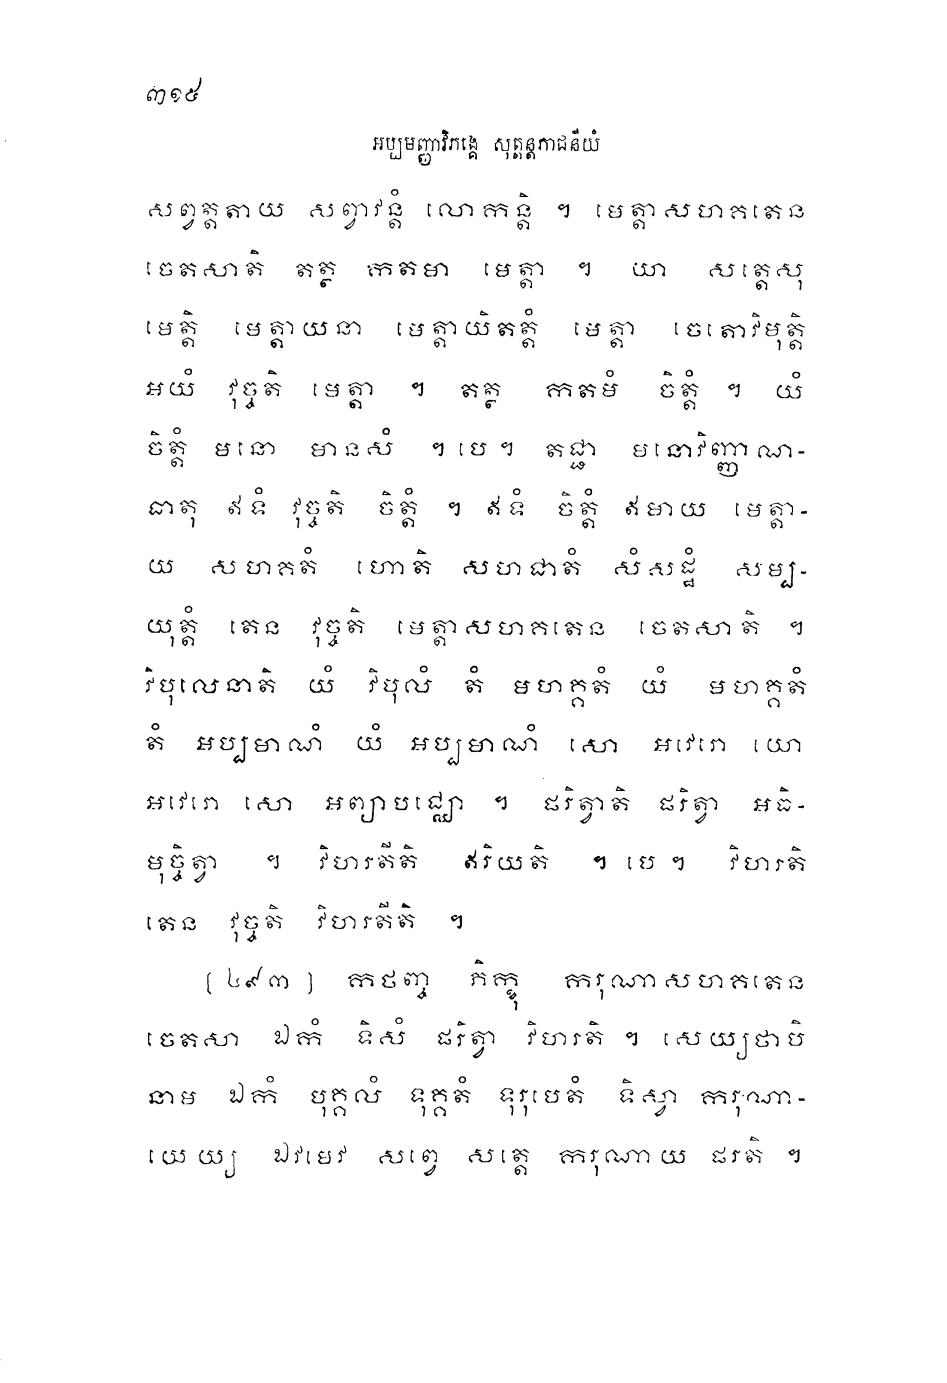 ៣១៥
អប្បមញ្ញាវិភង្គេ សុត្តន្តភាជនីយំ
សព្វត្តតាយ សព្វាវន្តំ លោកន្តិ ។ មេត្តាសហគតេន
ចេតសាតិ តត្ថ កតមា មេត្តា ។ យា សត្តេសុ
មេត្តិ មេត្តាយនា មេត្តាយិតត្តំ មេត្តា ចេតោវិមុត្តិ
អយំ វុច្ចតិ មេត្តា ។ តត្ថ កតមំ ចិត្តំ ។ យំ
ចិត្តំ មនោ មានសំ ។ បេ ។ តជ្ជា មនោវិញ្ញាណ-
ធាតុ ឥទំ វុច្ចតិ ចិត្តំ ។ ឥទំ ចិត្តំ ឥមាយ មេត្តា-
យ សហគតំ ហោតិ សហជាតំ សំសដ្ឋំ សម្ប-
យុត្តំ តេន វុច្ចតិ មេត្តាសហគតេន ចេតសាតិ ។
វិបុលេនាតិ យំ វិបុលំ តំ មហគ្គតំ យំ មហគ្គតំ
តំ អប្បមាណំ យំ អប្បមាណំ សោ អវេរោ យោ
អវេរោ សោ អព្យាបជ្ឈោ ។ ផរិត្វាតិ ផរិត្វា អធិ-
មុច្ចិត្វា ។ វិហរតីតិ ឥរិយតិ ។ បេ ។ វិហរតិ
តេន វុច្ចតិ វិហរតីតិ ។
[៤៩៣] កថញ្ច ភិក្ខុ ករុណាសហគតេន
ចេតសា ឯកំ ទិសំ ផរិត្វា វិហរតិ ។ សេយ្យថាបិ
នាម ឯកំ បុគ្គលំ ទុគ្គតំ ទុរុបេតំ ទិស្វា ករុណា-
យេយ្យ ឯវមេវ សព្វេ សត្តេ ករុណាយ ផរតិ ។